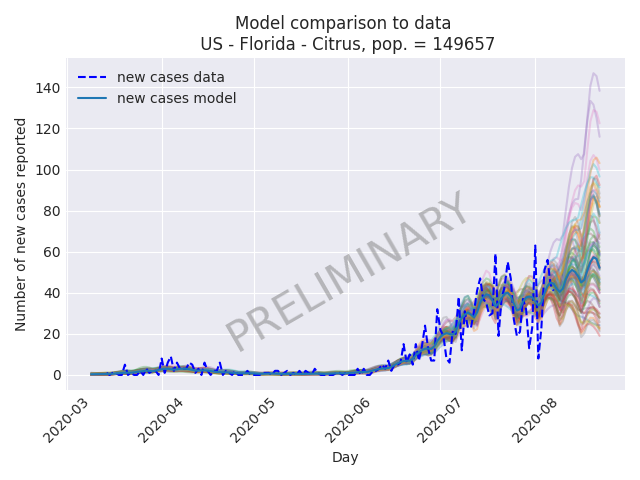 Model comparison to data
US - Florida - Citrus, pop. = 149657
new cases data
new cases model
Number of new cases reported
140
120
100
80
60
40
20
0
PRELIMINARY
2020-03
2020-04
2020-05
2020-06
2020-07
2020-08
Day